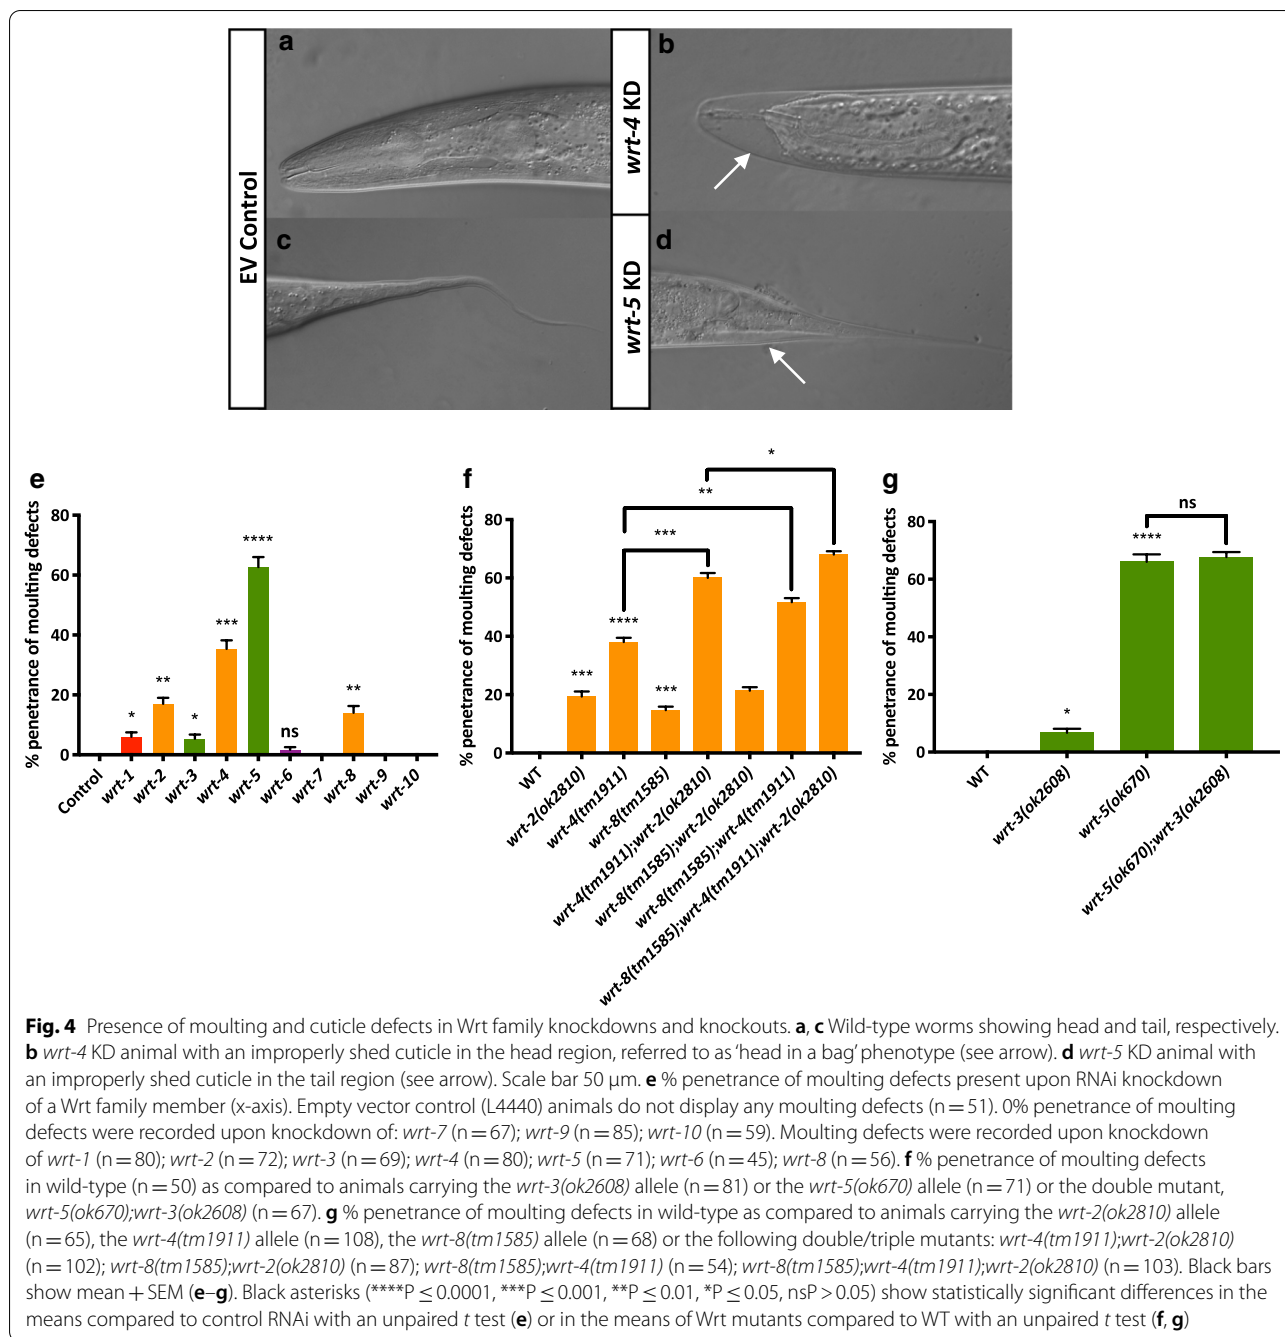 EV Control
a
wrt-4 KD
b
c
wrt-5 KD
d
e
% penetrance of moulting defects
80
60
40
20
0
*
**
*
***
****
ns
**
Control
wrt-1
wrt-2
wrt-3
wrt-4
wrt-5
wrt-6
wrt-7
wrt-8
wrt-9
wrt-10
f
% penetrance of moulting defects
80
60
40
20
0
***
****
***
***
**
*
WT
wrt-2(ok2810)
wrt-4(tm1911)
wrt-8(tm1585)
wrt-4(tm1911);wrt-2(ok2810)
wrt-8(tm1585);wrt-2(ok2810)
wrt-8(tm1585);wrt-4(tm1911)
wrt-8(tm1585);wrt-4(tm1911);wrt-2(ok2810)
g
% penetrance of moulting defects
80
60
40
20
0
*
****
ns
WT
wrt-3(ok2608)
wrt-5(ok670)
wrt-5(ok670);wrt-3(ok2608)
Fig. 4 Presence of moulting and cuticle defects in Wrt family knockdowns and knockouts. a, c Wild-type worms showing head and tail, respectively.
b wrt-4 KD animal with an improperly shed cuticle in the head region, referred to as ‘head in a bag’ phenotype (see arrow). d wrt-5 KD animal with
an improperly shed cuticle in the tail region (see arrow). Scale bar 50 µm. e % penetrance of moulting defects present upon RNAi knockdown
of a Wrt family member (x-axis). Empty vector control (L4440) animals do not display any moulting defects (n = 51). 0% penetrance of moulting
defects were recorded upon knockdown of: wrt-7 (n = 67); wrt-9 (n = 85); wrt-10 (n = 59). Moulting defects were recorded upon knockdown
of wrt-1 (n = 80); wrt-2 (n = 72); wrt-3 (n = 69); wrt-4 (n = 80); wrt-5 (n = 71); wrt-6 (n = 45); wrt-8 (n = 56). f % penetrance of moulting defects
in wild-type (n = 50) as compared to animals carrying the wrt-3(ok2608) allele (n = 81) or the wrt-5(ok670) allele (n = 71) or the double mutant,
wrt-5(ok670);wrt-3(ok2608) (n = 67). g % penetrance of moulting defects in wild-type as compared to animals carrying the wrt-2(ok2810) allele
(n = 65), the wrt-4(tm1911) allele (n = 108), the wrt-8(tm1585) allele (n = 68) or the following double/triple mutants: wrt-4(tm1911);wrt-2(ok2810)
(n = 102); wrt-8(tm1585);wrt-2(ok2810) (n = 87); wrt-8(tm1585);wrt-4(tm1911) (n = 54); wrt-8(tm1585);wrt-4(tm1911);wrt-2(ok2810) (n = 103). Black bars
show mean + SEM (e–g). Black asterisks (****P ≤ 0.0001, ***P ≤ 0.001, **P ≤ 0.01, *P ≤ 0.05, nsP > 0.05) show statistically significant differences in the
means compared to control RNAi with an unpaired t test (e) or in the means of Wrt mutants compared to WT with an unpaired t test (f, g)